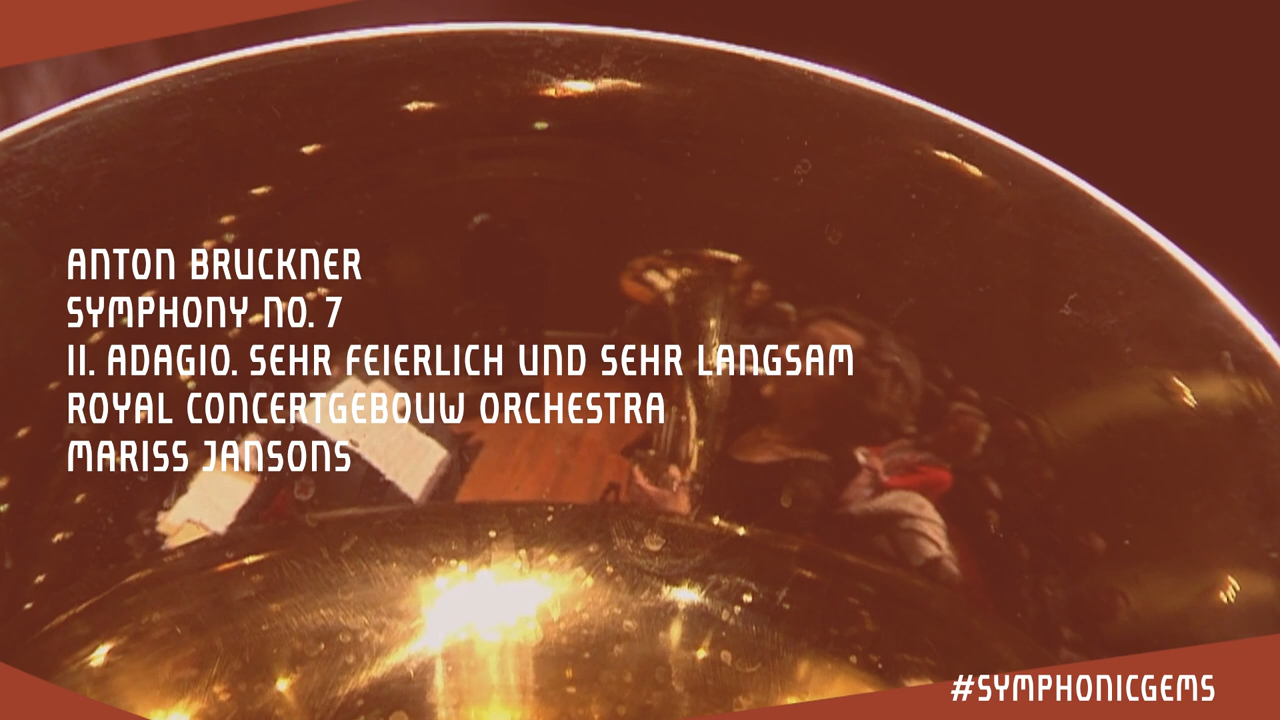 ANTON BRUCKNER
SYMPHONY NO. 7
II. ADAGIO. SEHR FEIERLICH UND SEHR LANGSAM
ROYAL CONCERTGEBOUW ORCHESTRA
MARISS JANSONS
#SYMPHONICGEMS